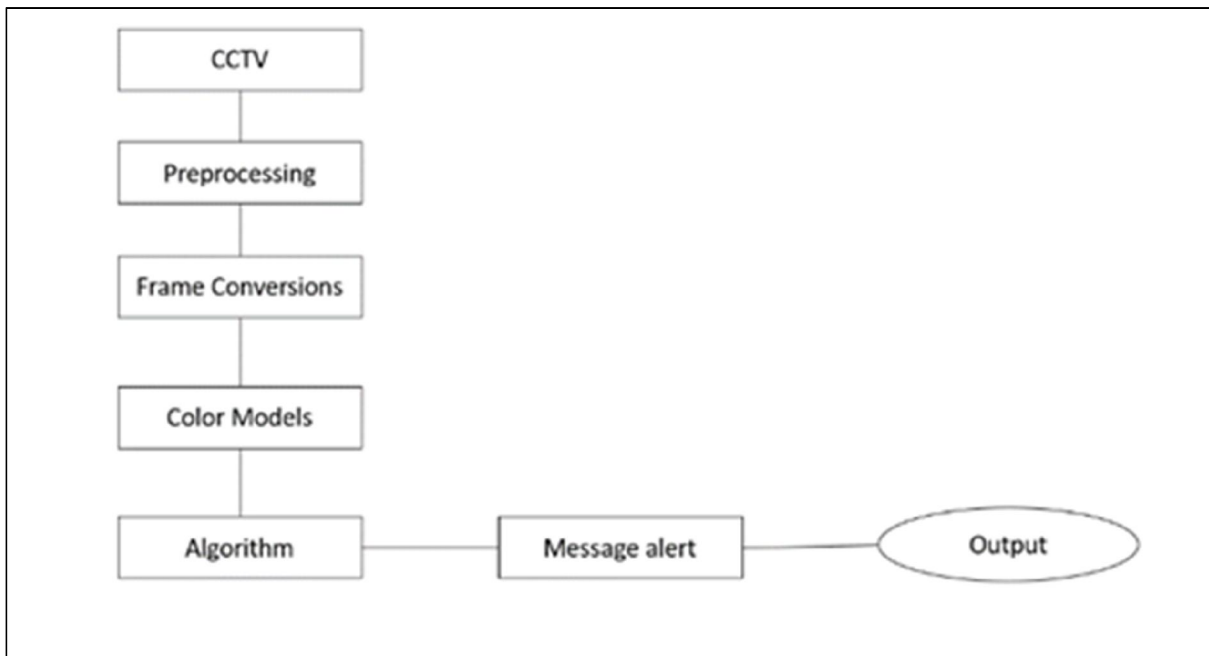 CCTV
Preprocessing
Frame Conversions
Color Models
Algorithm
Message alert
Output